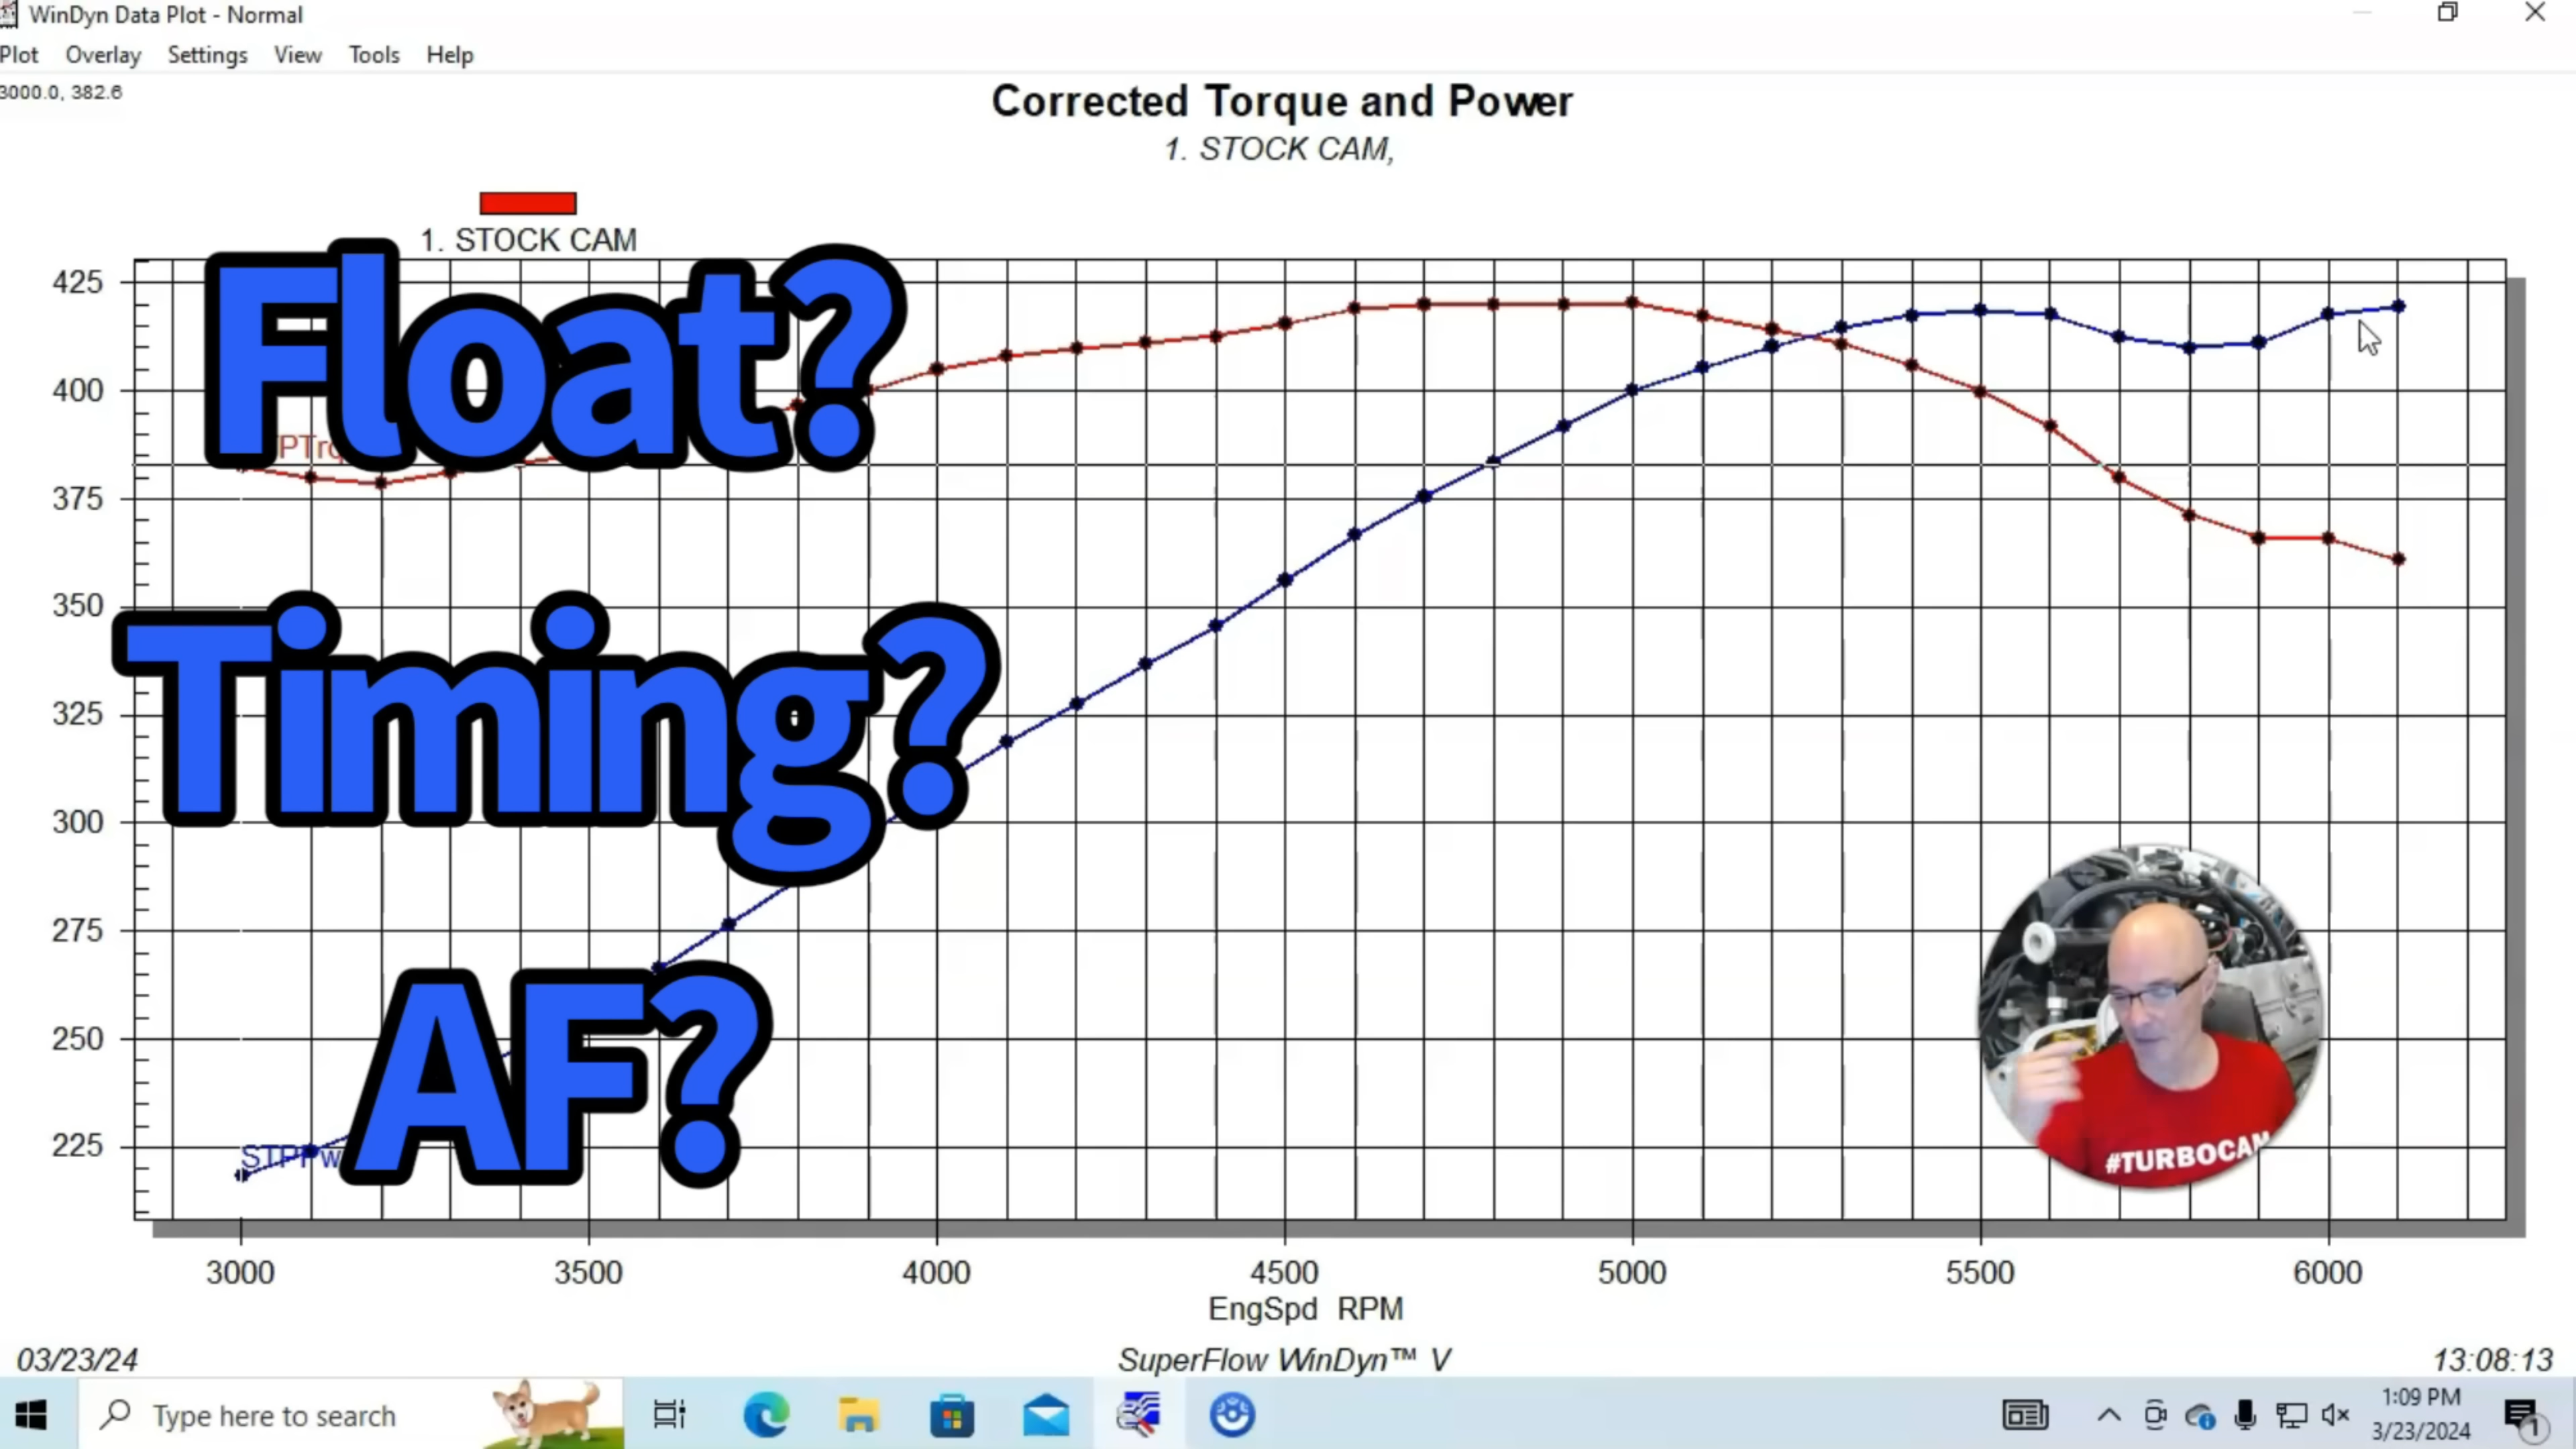 WinDyn Data Plot - Normal
Plot Overlay Settings View Tools Help
3000.0, 382.6
Corrected Torque and Power
1. STOCK CAM,
1. STOCK CAM
Float?
Timing?
AF?
425
400
375
350
325
300
275
250
225
3000 3500 4000 4500 5000 5500 6000
EngSpd RPM
#TURBOCAM
03/23/24 SuperFlow WinDyn™ V 13:08:13
Type here to search
1:09 PM
3/23/2024
1